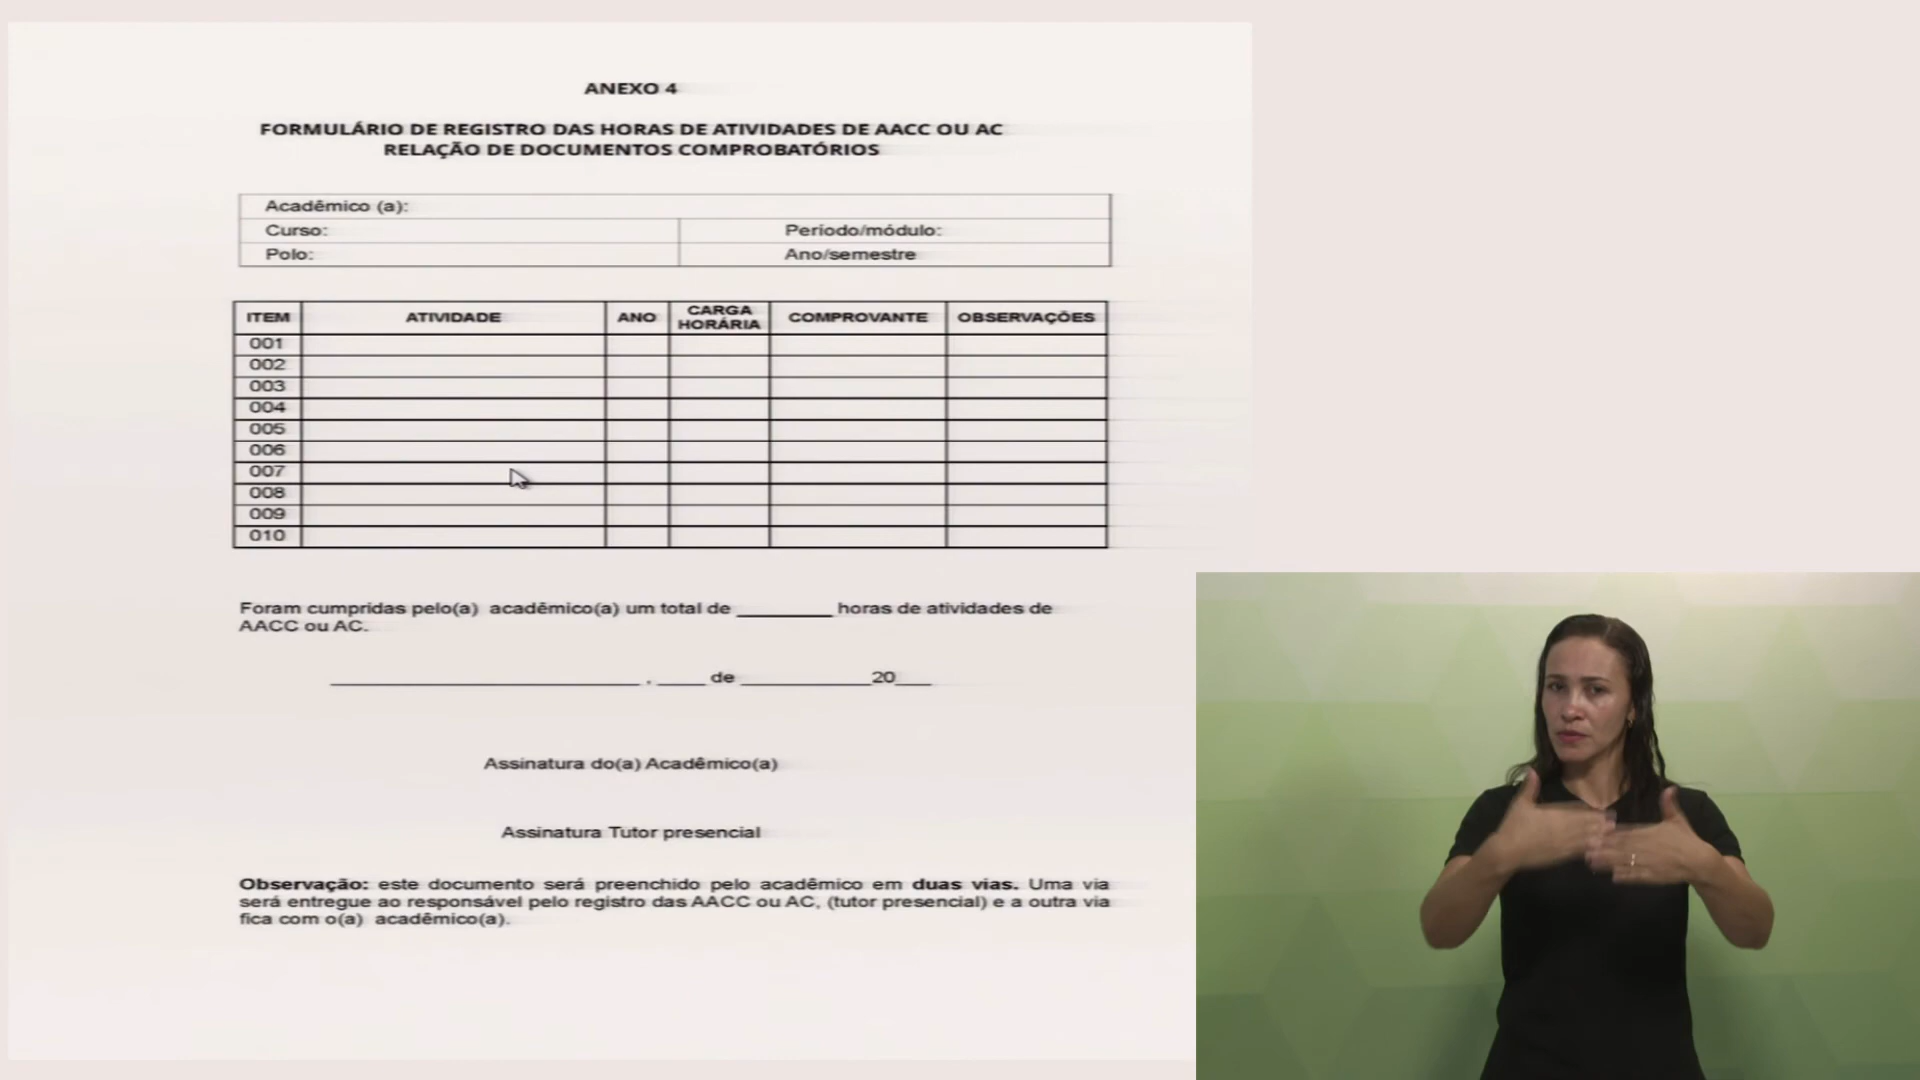 ANEXO 4
FORMULÁRIO DE REGISTRO DAS HORAS DE ATIVIDADES DE AACC OU AC
RELAÇÃO DE DOCUMENTOS COMPROBATÓRIOS
Acadêmico (a):
Curso: Período/módulo:
Polo: Ano/semestre
ITEM ATIVIDADE ANO CARGA HORÁRIA COMPROVANTE OBSERVAÇÕES
001
002
003
004
005
006
007
008
009
010
Foram cumpridas pelo(a) acadêmico(a) um total de __________ horas de atividades de
AACC ou AC.
________________________________ , _____ de ______________20____
Assinatura do(a) Acadêmico(a)
Assinatura Tutor presencial
Observação: este documento será preenchido pelo acadêmico em duas vias. Uma via
será entregue ao responsável pelo registro das AACC ou AC, (tutor presencial) e a outra via
fica com o(a) acadêmico(a).